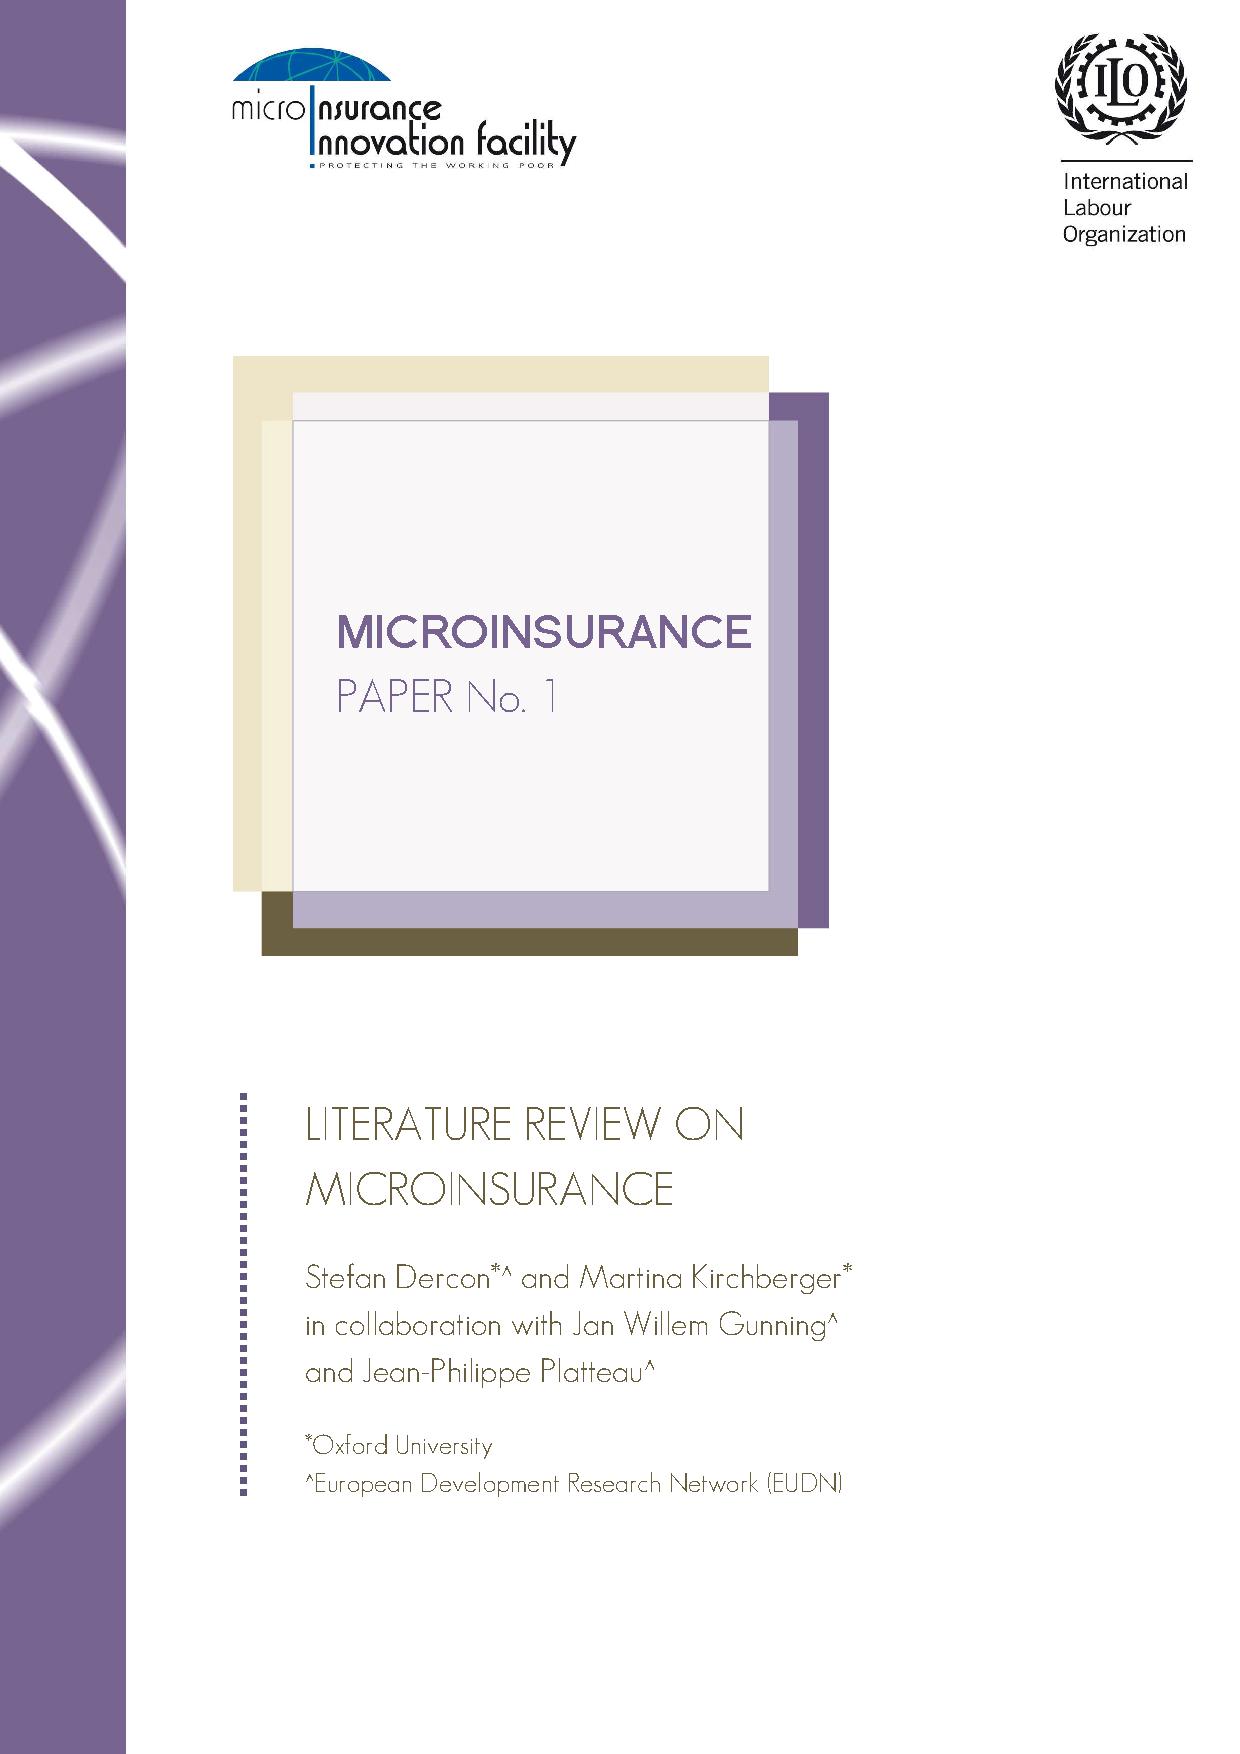 microInsurance
Innovation facility
PROTECTING THE WORKING POOR
ILO
International
Labour
Organization
MICROINSURANCE
PAPER No. 1
LITERATURE REVIEW ON
MICROINSURANCE
Stefan Dercon*^ and Martina Kirchberger*
in collaboration with Jan Willem Gunning^
and Jean-Philippe Platteau^
*Oxford University
^European Development Research Network (EUDN)